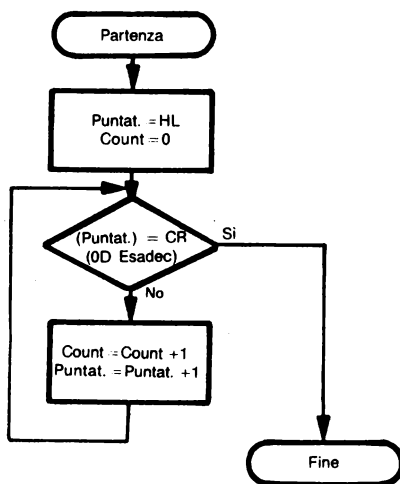 Partenza
Puntat. = HL
Count = 0
(Puntat.) = CR
(0D Esadec)
Si
No
Count = Count +1
Puntat. = Puntat. +1
Fine